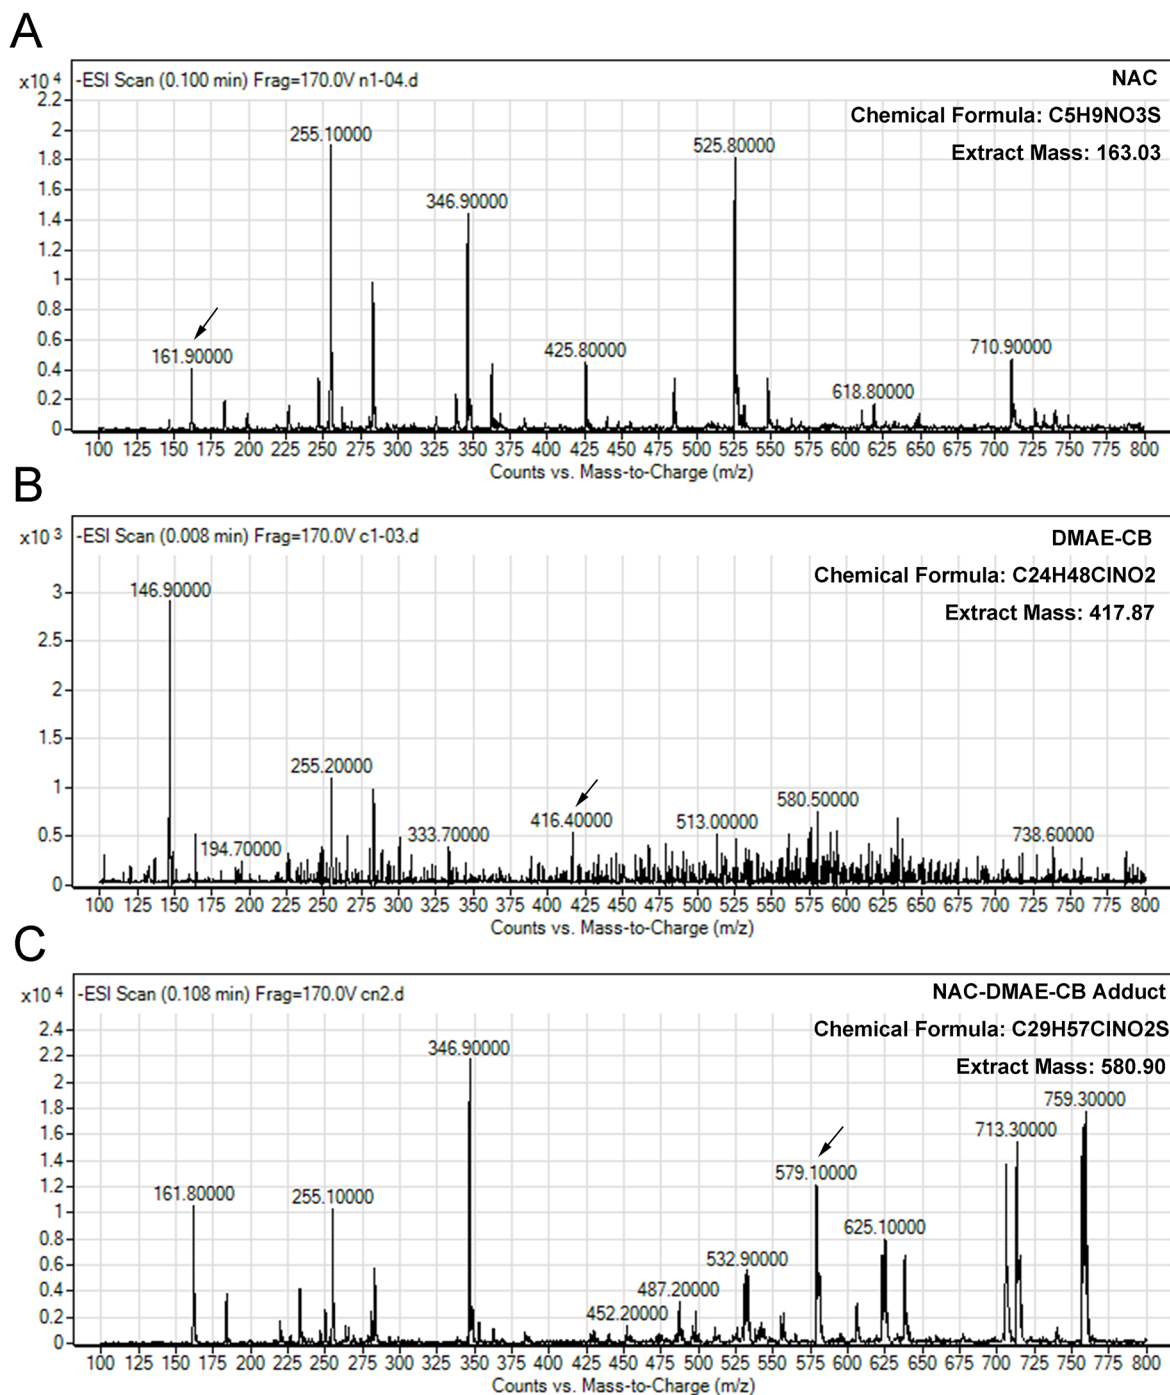 A
x10 4
-ESI Scan (0.100 min) Frag=170.0V n1-04.d
NAC
Chemical Formula: C5H9NO3S
Extract Mass: 163.03
2.2
2
1.8
1.6
1.4
1.2
1
0.8
0.6
0.4
0.2
0
161.90000
255.10000
346.90000
425.80000
525.80000
618.80000
710.90000
100 125 150 175 200 225 250 275 300 325 350 375 400 425 450 475 500 525 550 575 600 625 650 675 700 725 750 775 800
Counts vs. Mass-to-Charge (m/z)
B
x10 3
-ESI Scan (0.008 min) Frag=170.0V c1-03.d
DMAE-CB
Chemical Formula: C24H48ClNO2
Extract Mass: 417.87
3
2.5
2
1.5
1
0.5
0
146.90000
194.70000
255.20000
333.70000
416.40000
513.00000
580.50000
738.60000
100 125 150 175 200 225 250 275 300 325 350 375 400 425 450 475 500 525 550 575 600 625 650 675 700 725 750 775 800
Counts vs. Mass-to-Charge (m/z)
C
x10 4
-ESI Scan (0.108 min) Frag=170.0V cn2.d
NAC-DMAE-CB Adduct
Chemical Formula: C29H57ClNO2S
Extract Mass: 580.90
2.4
2.2
2
1.8
1.6
1.4
1.2
1
0.8
0.6
0.4
0.2
0
161.80000
255.10000
346.90000
452.20000
487.20000
532.90000
579.10000
625.10000
713.30000
759.30000
100 125 150 175 200 225 250 275 300 325 350 375 400 425 450 475 500 525 550 575 600 625 650 675 700 725 750 775 800
Counts vs. Mass-to-Charge (m/z)